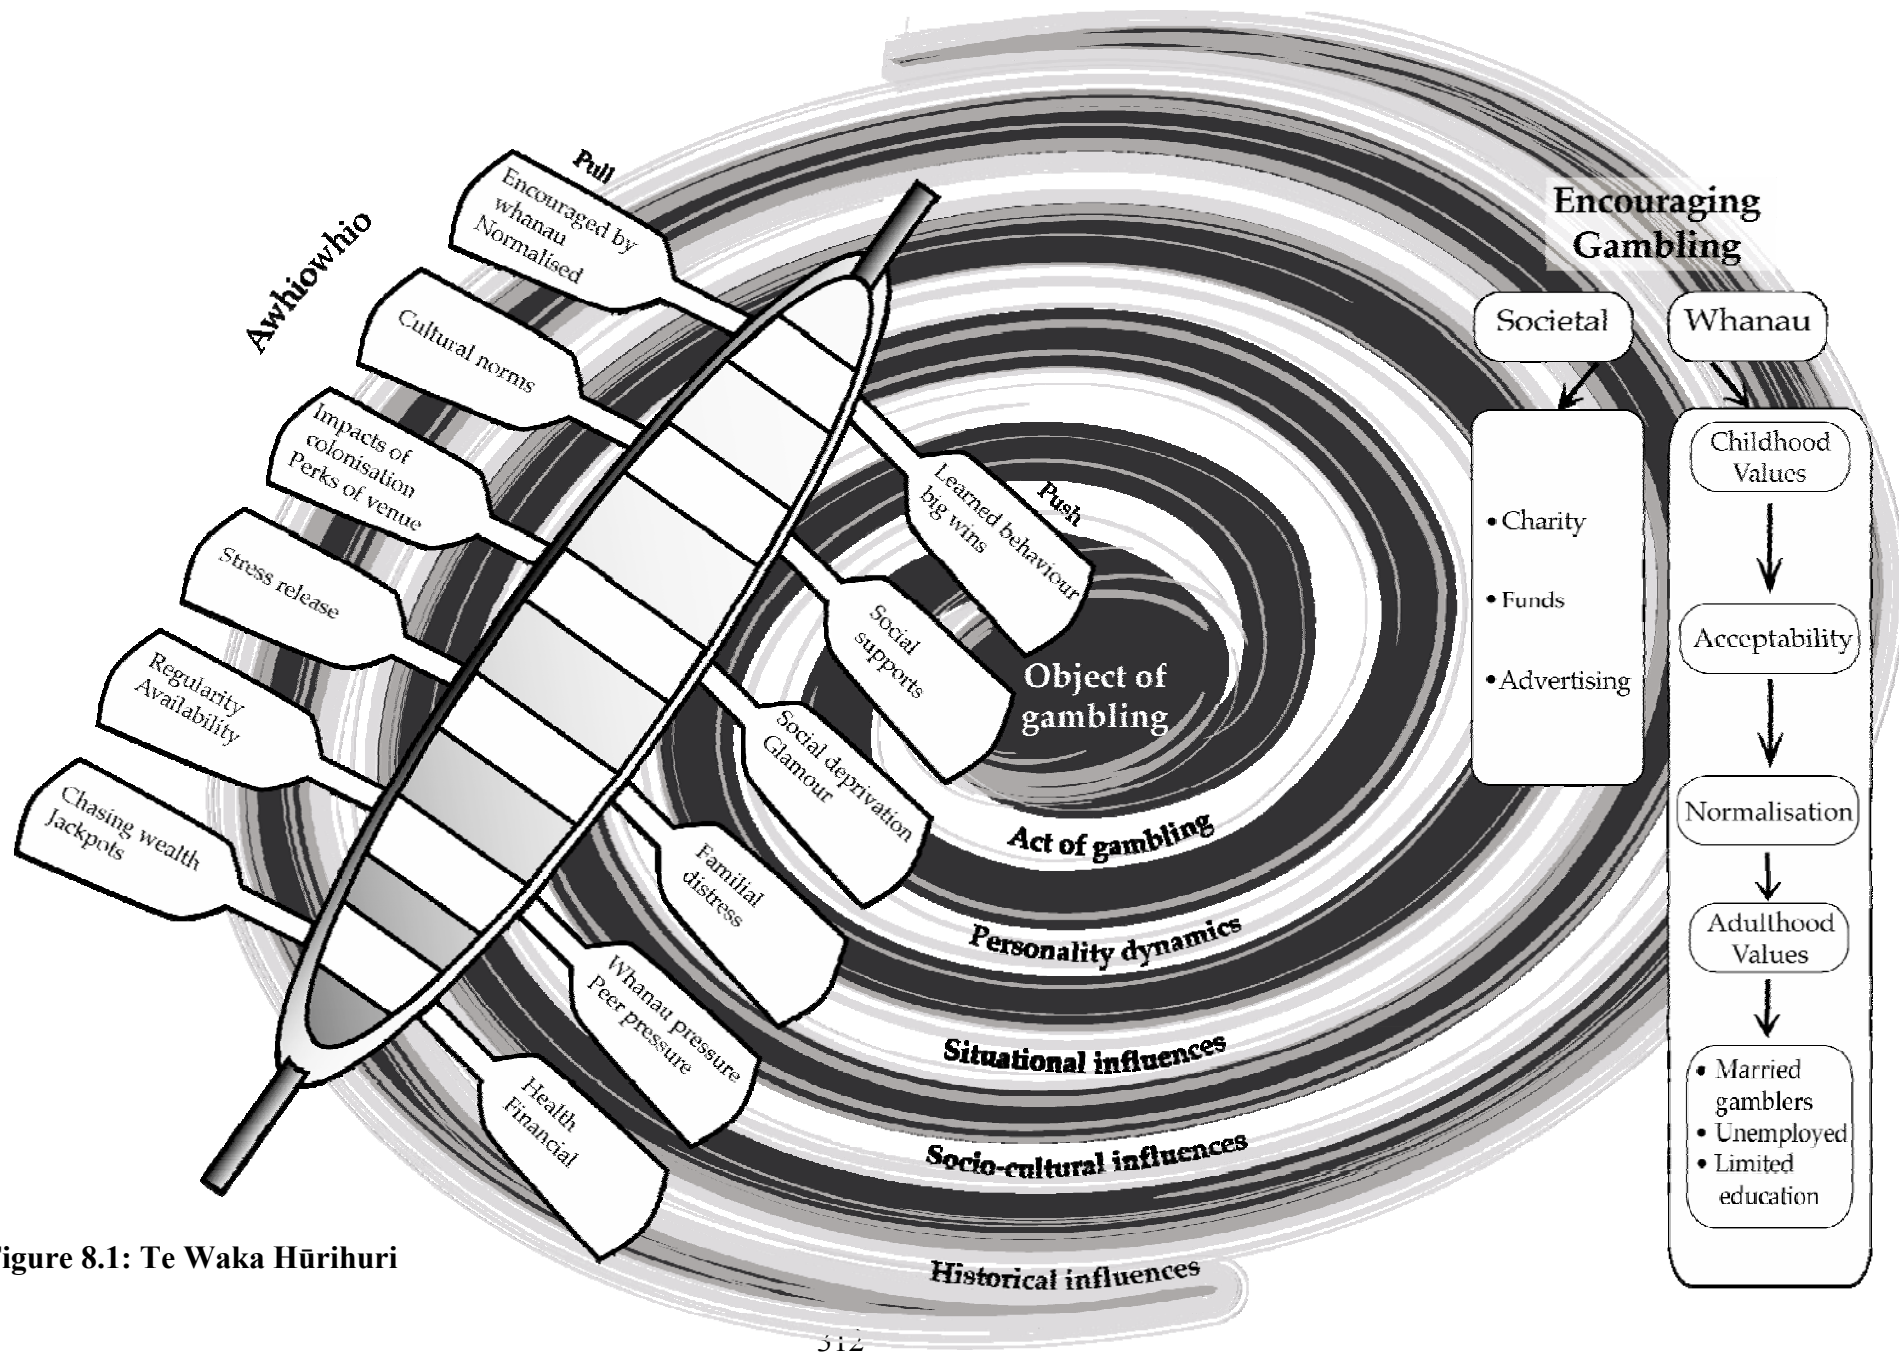 Pull
Encouraged by
whanau
Normalised
Awhiowhio
Cultural norms
Impacts of
colonisation
Perks of venue
Stress release
Regularity
Availability
Chasing wealth
Jackpots
Push
Learned behaviour
big wins
Social
supports
Social deprivation
Glamour
Familial
distress
Whanau pressure
Peer pressure
Health
Financial
Object of
gambling
Act of gambling
Personality dynamics
Situational influences
Socio-cultural influences
Historical influences
Encouraging
Gambling
Societal
• Charity
• Funds
• Advertising
Whanau
Childhood
Values
Acceptability
Normalisation
Adulthood
Values
• Married
gamblers
• Unemployed
• Limited
education
igure 8.1: Te Waka Hūrihuri
312